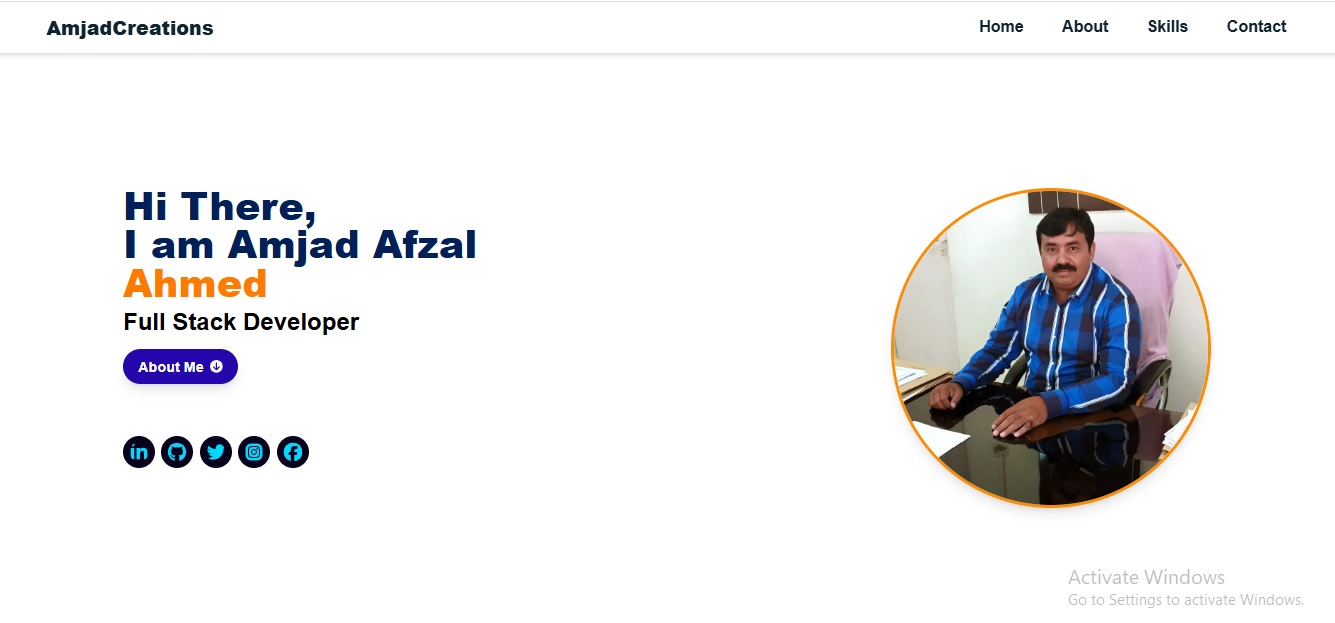 AmjadCreations
Home About Skills Contact
Hi There,
I am Amjad Afzal
Ahmed
Full Stack Developer
About Me
in
Activate Windows
Go to Settings to activate Windows.